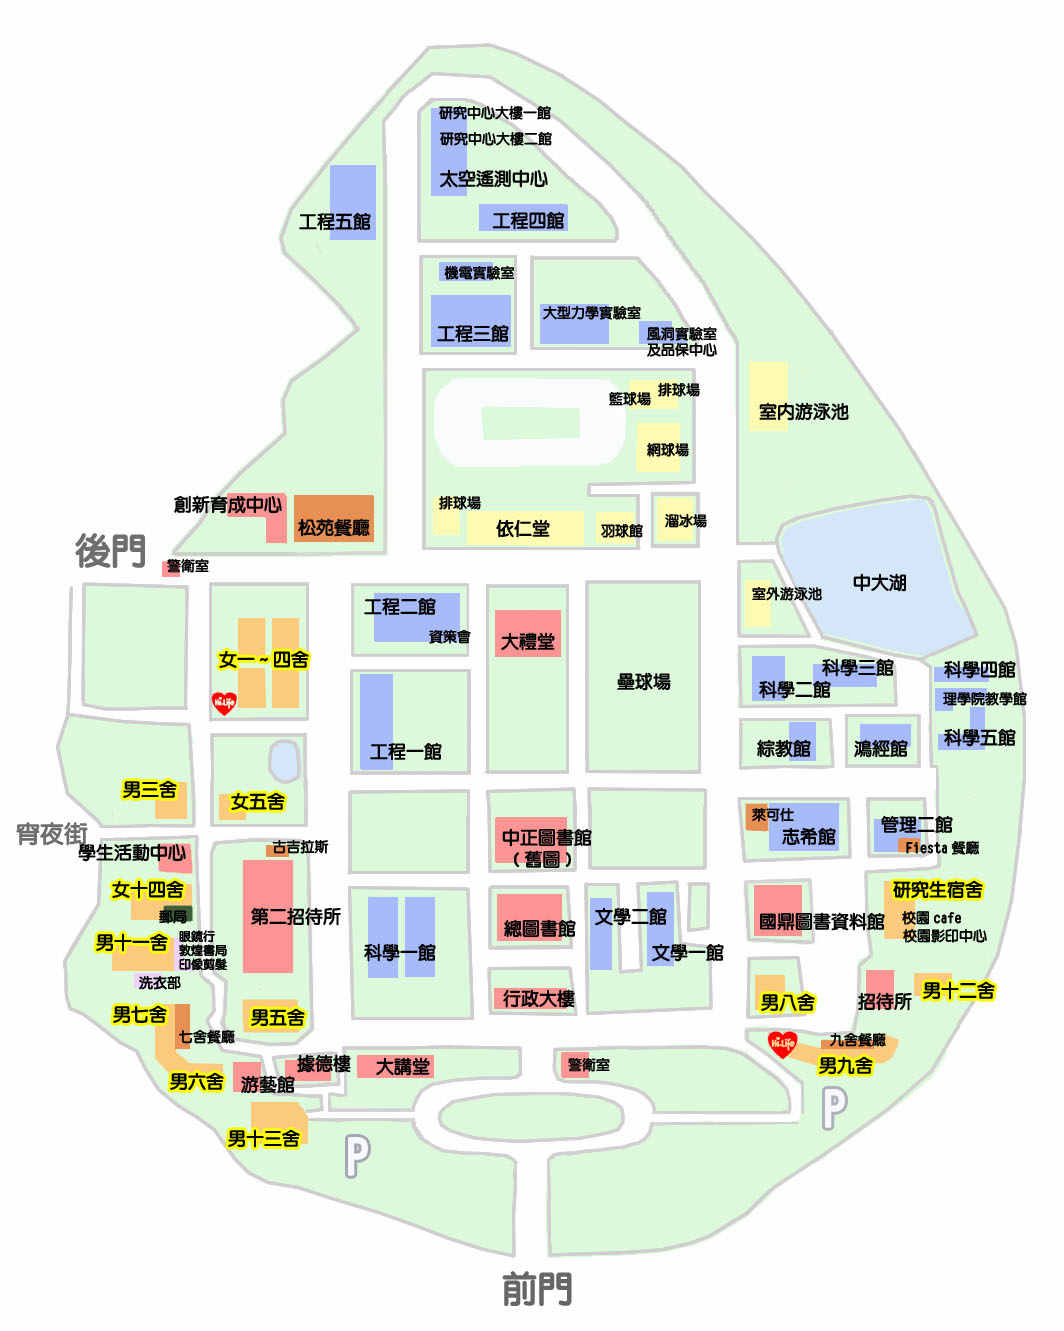 研究中心大樓一館
研究中心大樓二館
太空遙測中心
工程五館
工程四館
機電實驗室
大型力學實驗室
工程三館
風洞實驗室
及品保中心
籃球場
排球場
室內游泳池
網球場
創新育成中心
松苑餐廳
排球場
依仁堂
羽球館
溜冰場
後門
警衛室
中大湖
室外游泳池
工程二館
資策會
大禮堂
女一~四舍
壘球場
科學三館
科學二館
科學四館
理學院教學館
Hi-Life
工程一館
綜教館
鴻經館
科學五館
男三舍
女五舍
宵夜街
萊可仕
志希館
管理二館
Fiesta 餐廳
中正圖書館
(舊圖)
學生活動中心
古吉拉斯
女十四舍
郵局
第二招待所
研究生宿舍
校園 cafe
校園影印中心
總圖書館
文學二館
國鼎圖書資料館
男十一舍
眼鏡行
敦煌書局
印像剪髮
科學一館
文學一館
洗衣部
行政大樓
男八舍
招待所
男十二舍
男七舍
男五舍
七舍餐廳
Hi-Life
九舍餐廳
男九舍
據德樓
大講堂
警衛室
男六舍
游藝館
P
男十三舍
P
前門